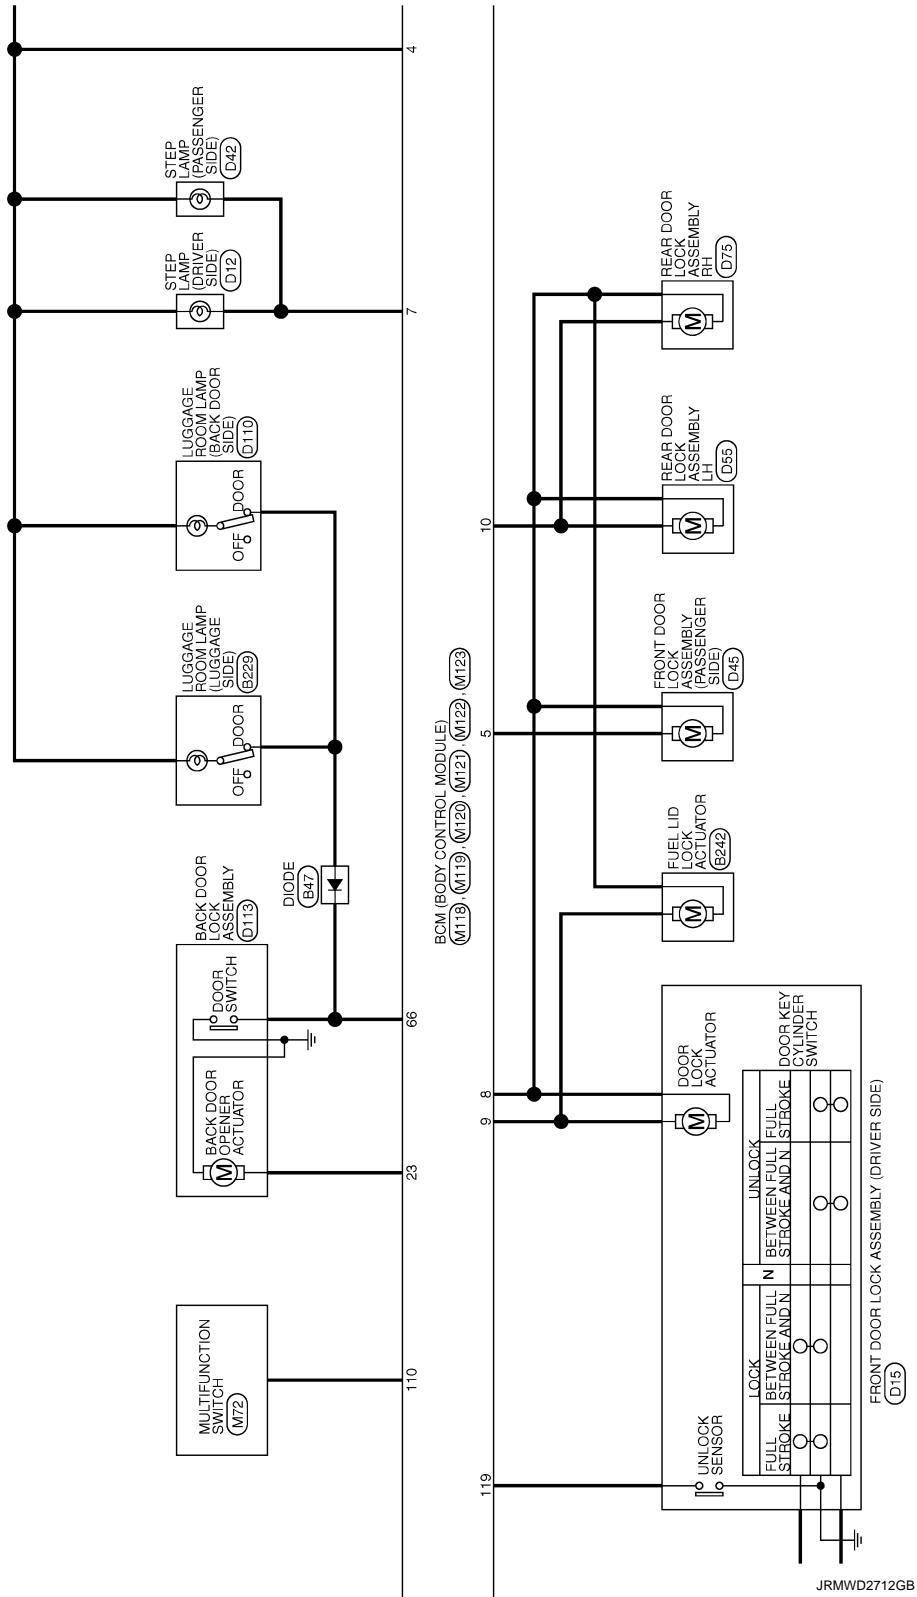 MULTIFUNCTION
SWITCH
M72
110
BACK DOOR
OPENER
ACTUATOR
M
DOOR
SWITCH
BACK DOOR
LOCK
ASSEMBLY
D113
23
66
DIODE
B47
LUGGAGE
ROOM LAMP
(LUGGAGE
SIDE)
B229
OFF
DOOR
LUGGAGE
ROOM LAMP
(BACK DOOR
SIDE)
D110
OFF
DOOR
STEP
LAMP
(DRIVER
SIDE)
D12
7
STEP
LAMP
(PASSENGER
SIDE)
D42
4
BCM (BODY CONTROL MODULE)
M118 , M119 , M120 , M121 , M122 , M123
119
9
8
5
10
UNLOCK
SENSOR
DOOR
LOCK
ACTUATOR
M
DOOR KEY
CYLINDER
SWITCH
LOCK
N
UNLOCK
FULL
STROKE
BETWEEN FULL
STROKE AND N
BETWEEN FULL
STROKE AND N
FULL
STROKE
FRONT DOOR LOCK ASSEMBLY (DRIVER SIDE)
D15
FUEL LID
LOCK
ACTUATOR
B242
M
FRONT DOOR
LOCK
ASSEMBLY
(PASSENGER
SIDE)
D45
M
REAR DOOR
LOCK
ASSEMBLY
LH
D55
M
REAR DOOR
LOCK
ASSEMBLY
RH
D75
M
JRMWD2712GB